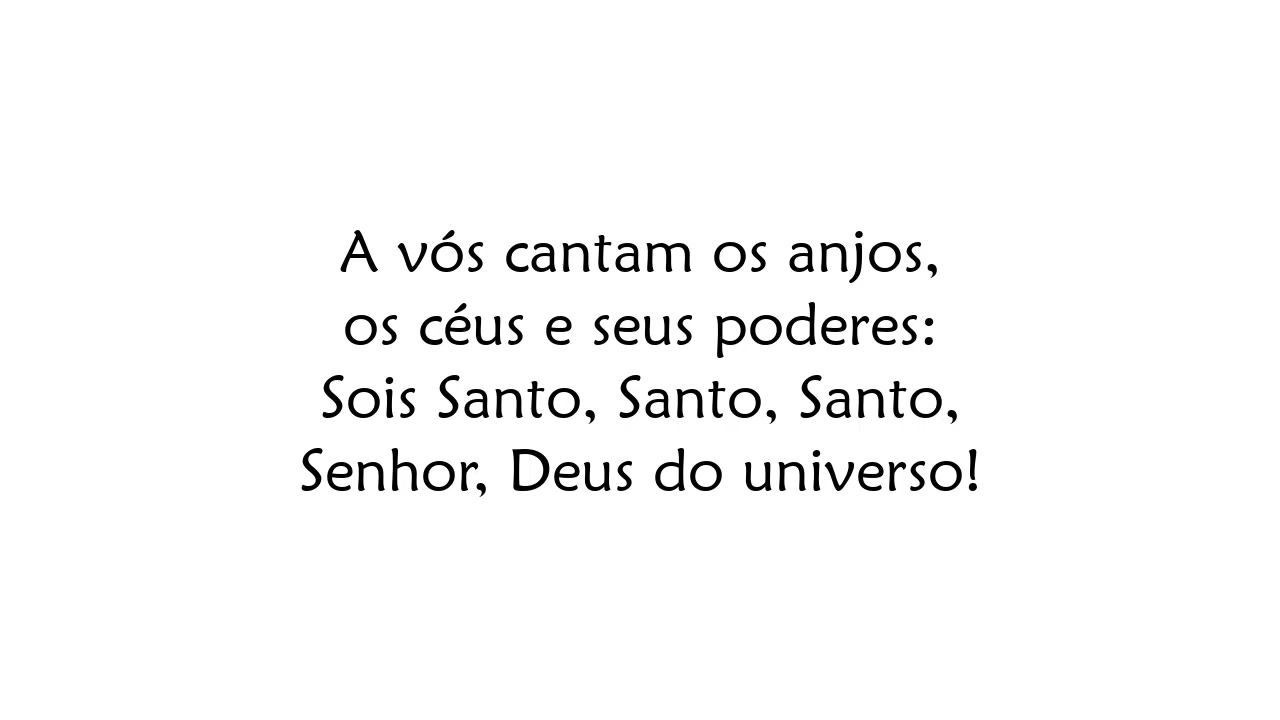 A vós cantam os anjos,
os céus e seus poderes:
Sois Santo, Santo, Santo,
Senhor, Deus do universo!